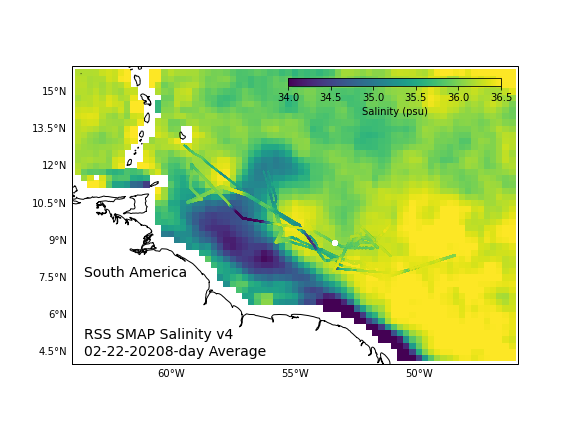 15°N
13.5°N
12°N
10.5°N
9°N
7.5°N
6°N
4.5°N
34.0 34.5 35.0 35.5 36.0 36.5
Salinity (psu)
South America
RSS SMAP Salinity v4
02-22-20208-day Average
60°W 55°W 50°W